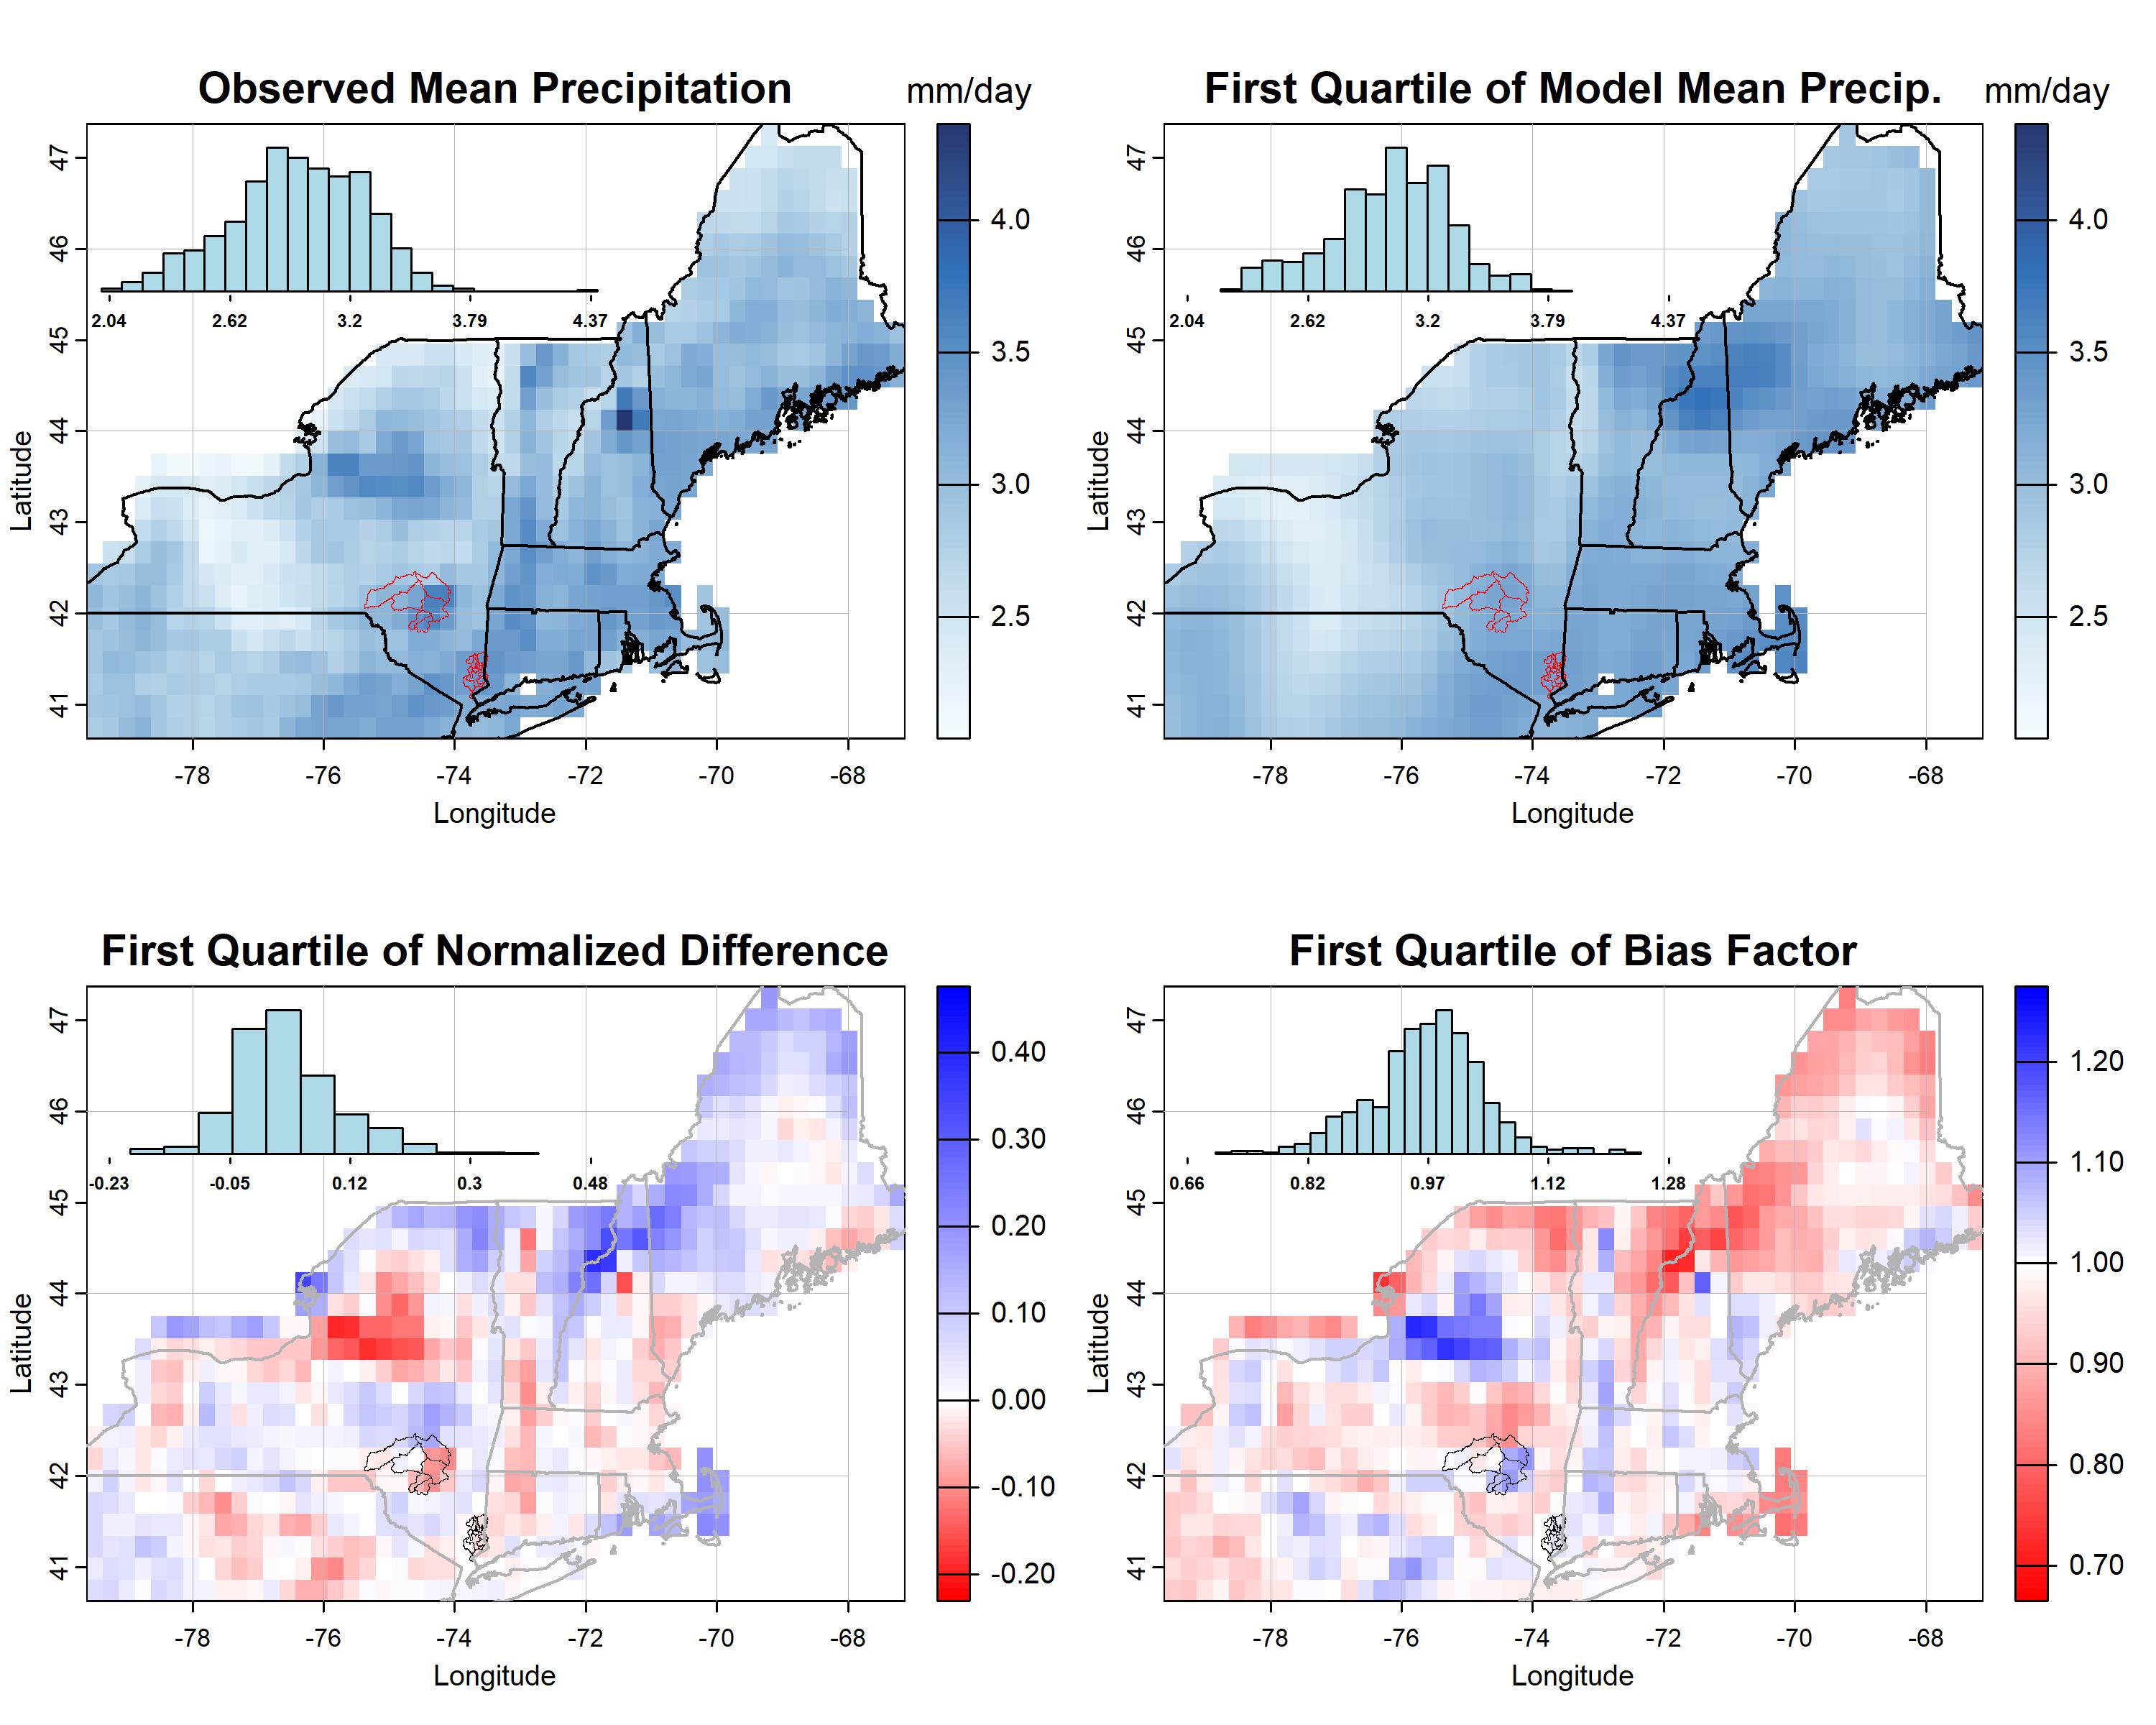 Observed Mean Precipitation
mm/day
47
46
45
44
43
42
41
Latitude
2.04 2.62 3.2 3.79 4.37
4.0
3.5
3.0
2.5
-78 -76 -74 -72 -70 -68
Longitude
First Quartile of Model Mean Precip.
mm/day
47
46
45
44
43
42
41
Latitude
2.04 2.62 3.2 3.79 4.37
4.0
3.5
3.0
2.5
-78 -76 -74 -72 -70 -68
Longitude
First Quartile of Normalized Difference
47
46
45
44
43
42
41
Latitude
-0.23 -0.05 0.12 0.3 0.48
0.40
0.30
0.20
0.10
0.00
-0.10
-0.20
-78 -76 -74 -72 -70 -68
Longitude
First Quartile of Bias Factor
47
46
45
44
43
42
41
Latitude
0.66 0.82 0.97 1.12 1.28
1.20
1.10
1.00
0.90
0.80
0.70
-78 -76 -74 -72 -70 -68
Longitude